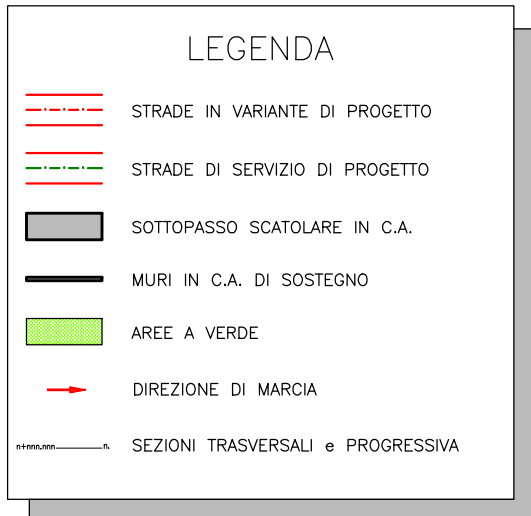 LEGENDA
STRADE IN VARIANTE DI PROGETTO
STRADE DI SERVIZIO DI PROGETTO
SOTTOPASSO SCATOLARE IN C.A.
MURI IN C.A. DI SOSTEGNO
AREE A VERDE
DIREZIONE DI MARCIA
n+nnn.nnn n. SEZIONI TRASVERSALI e PROGRESSIVA